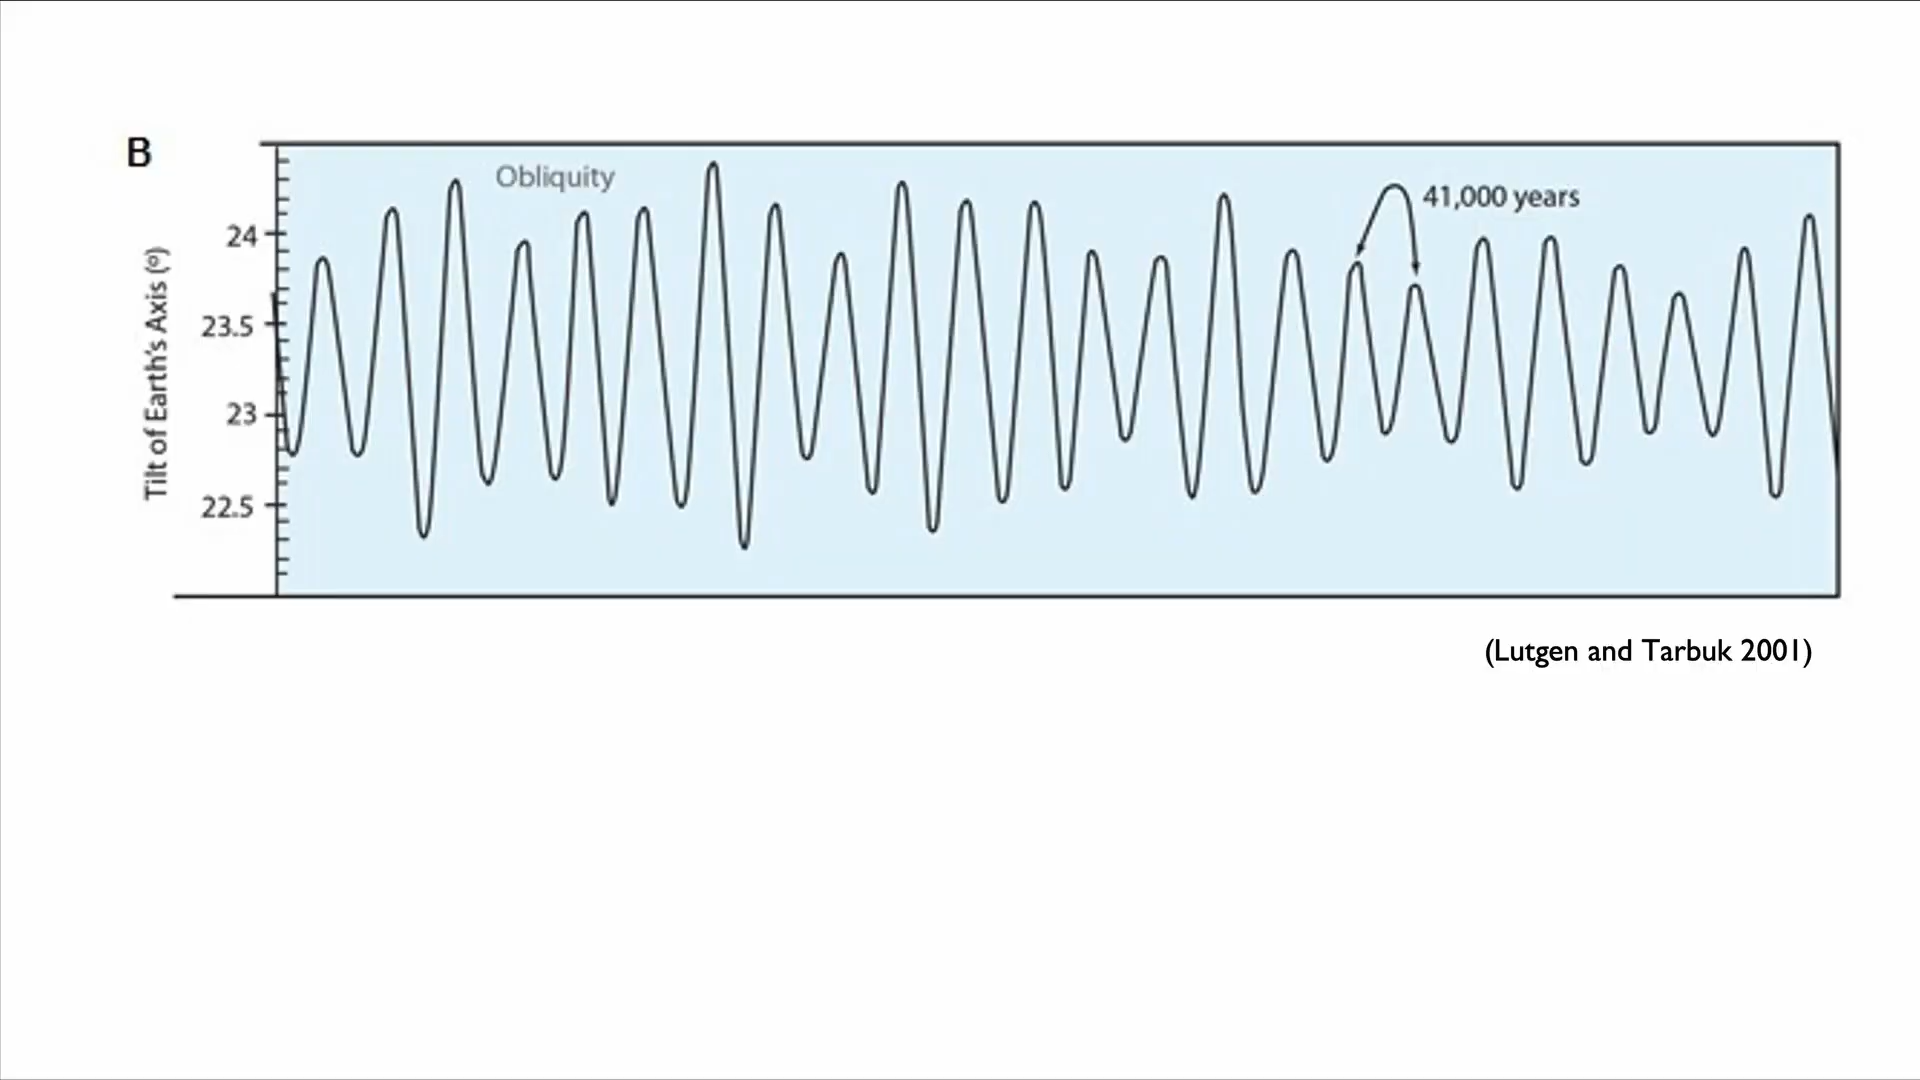 B
Obliquity
41,000 years
Tilt of Earth's Axis (º)
24
23.5
23
22.5
(Lutgen and Tarbuk 2001)